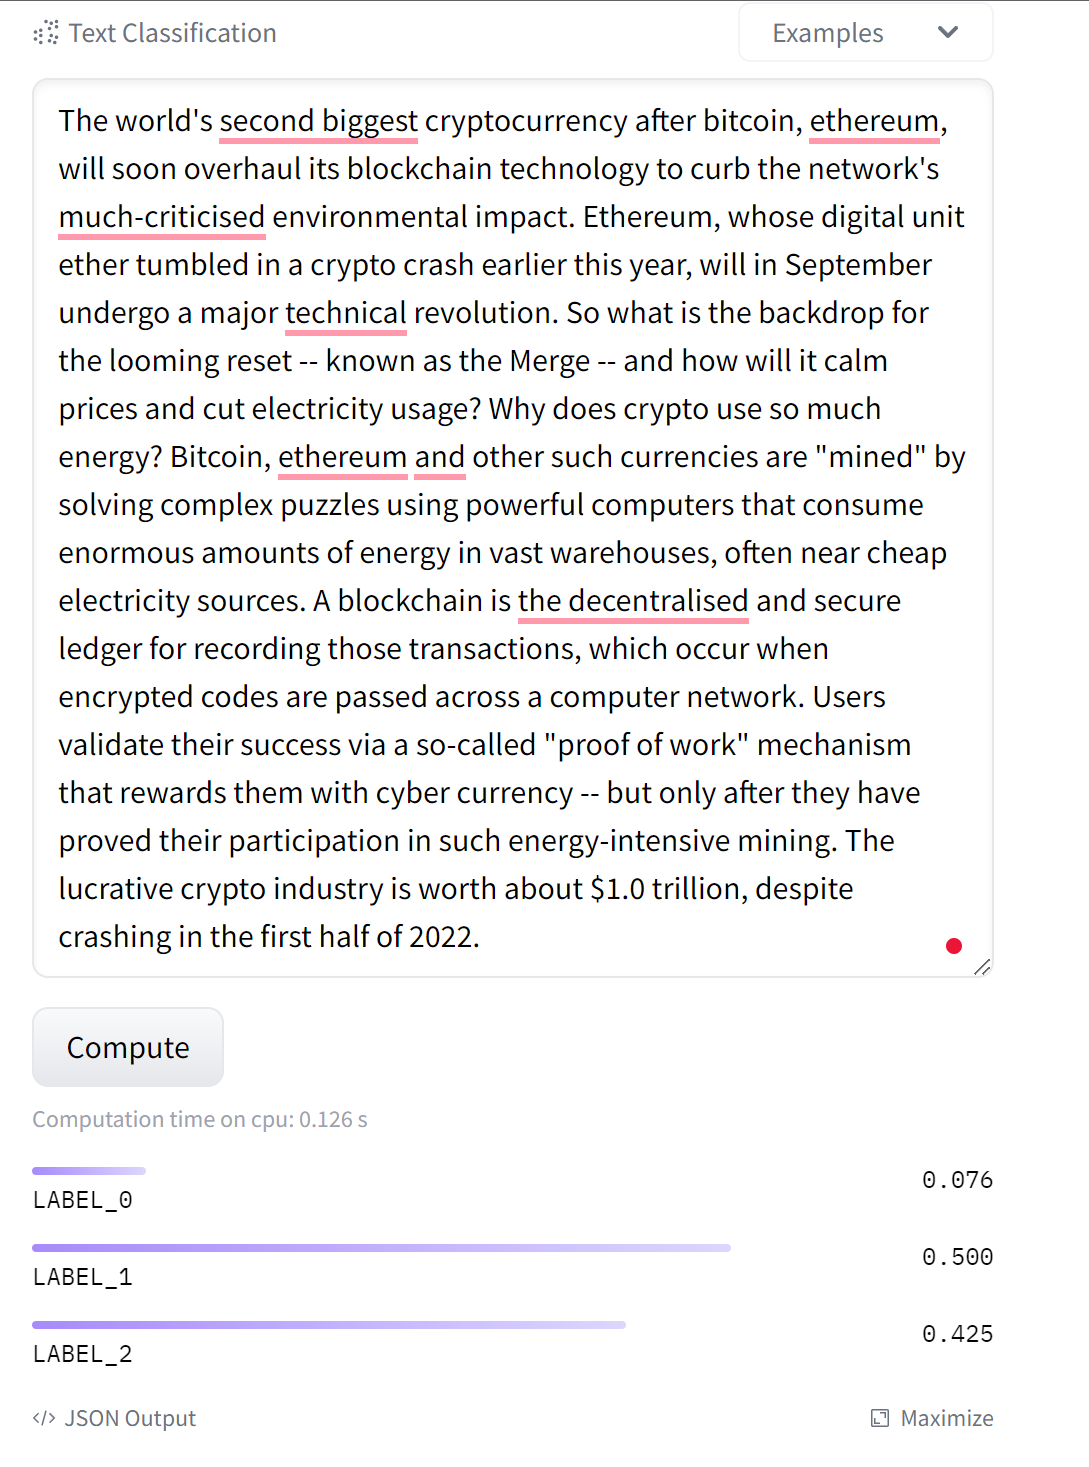 Text Classification
Examples
The world's second biggest cryptocurrency after bitcoin, ethereum,
will soon overhaul its blockchain technology to curb the network's
much-criticised environmental impact. Ethereum, whose digital unit
ether tumbled in a crypto crash earlier this year, will in September
undergo a major technical revolution. So what is the backdrop for
the looming reset -- known as the Merge -- and how will it calm
prices and cut electricity usage? Why does crypto use so much
energy? Bitcoin, ethereum and other such currencies are "mined" by
solving complex puzzles using powerful computers that consume
enormous amounts of energy in vast warehouses, often near cheap
electricity sources. A blockchain is the decentralised and secure
ledger for recording those transactions, which occur when
encrypted codes are passed across a computer network. Users
validate their success via a so-called "proof of work" mechanism
that rewards them with cyber currency -- but only after they have
proved their participation in such energy-intensive mining. The
lucrative crypto industry is worth about $1.0 trillion, despite
crashing in the first half of 2022.
Compute
Computation time on cpu: 0.126 s
0.076
LABEL_0
0.500
LABEL_1
0.425
LABEL_2
</> JSON Output
Maximize